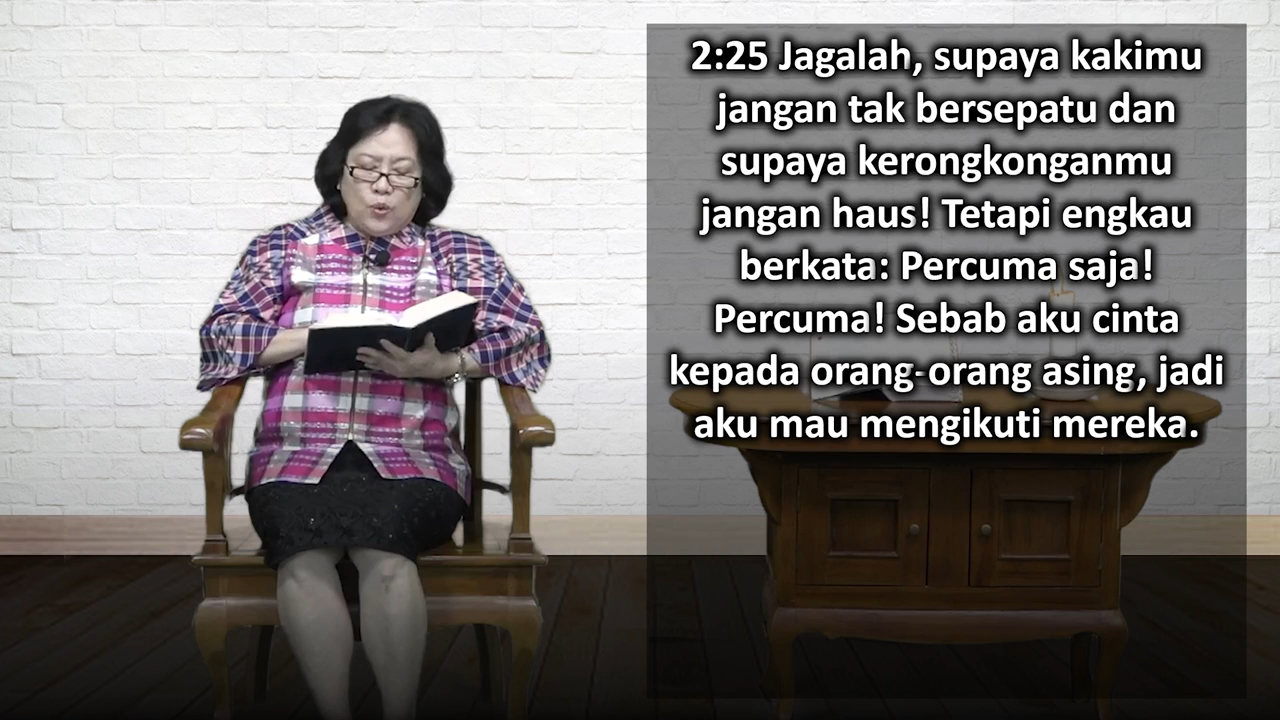 2:25 Jagalah, supaya kakimu
jangan tak bersepatu dan
supaya kerongkonganmu
jangan haus! Tetapi engkau
berkata: Percuma saja!
Percuma! Sebab aku cinta
kepada orang-orang asing, jadi
aku mau mengikuti mereka.